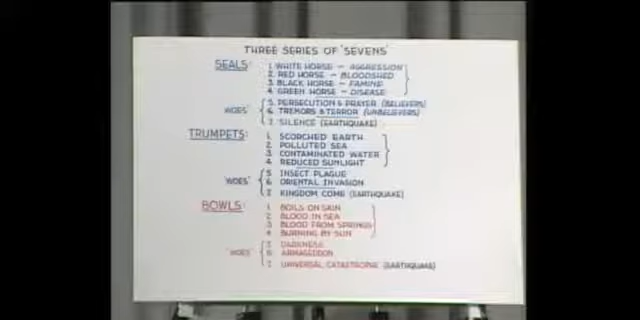 THREE SERIES OF 'SEVENS'
SEALS: 1. WHITE HORSE – AGGRESSION
2. RED HORSE – BLOODSHED
3. BLACK HORSE – FAMINE
4. GREEN HORSE – DISEASE
5. PERSECUTION & PRAYER (BELIEVERS)
WOES: 6. TREMORS & TERROR (UNBELIEVERS)
7. SILENCE (EARTHQUAKE)
TRUMPETS: 1. SCORCHED EARTH
2. POLLUTED SEA
3. CONTAMINATED WATER
4. REDUCED SUNLIGHT
5. INSECT PLAGUE
'WOES' 6. ORIENTAL INVASION
7. KINGDOM COME (EARTHQUAKE)
BOWLS: 1. BOILS ON SKIN
2. BLOOD IN SEA
3. BLOOD FROM SPRINGS
4. BURNING BY SUN
5. DARKNESS
WOES 6. ARMAGEDDON
7. UNIVERSAL CATASTROPHE (EARTHQUAKE)